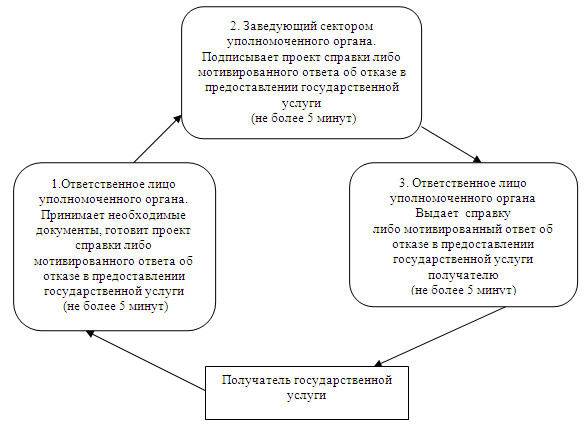 2. Заведующий сектором
уполномоченного органа.
Подписывает проект справки либо
мотивированного ответа об отказе в
предоставлении государственной
услуги
(не более 5 минут)
1.Ответственное лицо
уполномоченного органа.
Принимает необходимые
документы, готовит проект
справки либо
мотивированного ответа об
отказе в предоставлении
государственной услуги
(не более 5 минут)
3. Ответственное лицо
уполномоченного органа
Выдает справку
либо мотивированный ответ об
отказе в предоставлении
государственной услуги
получателю
(не более 5 минут)
Получатель государственной
услуги